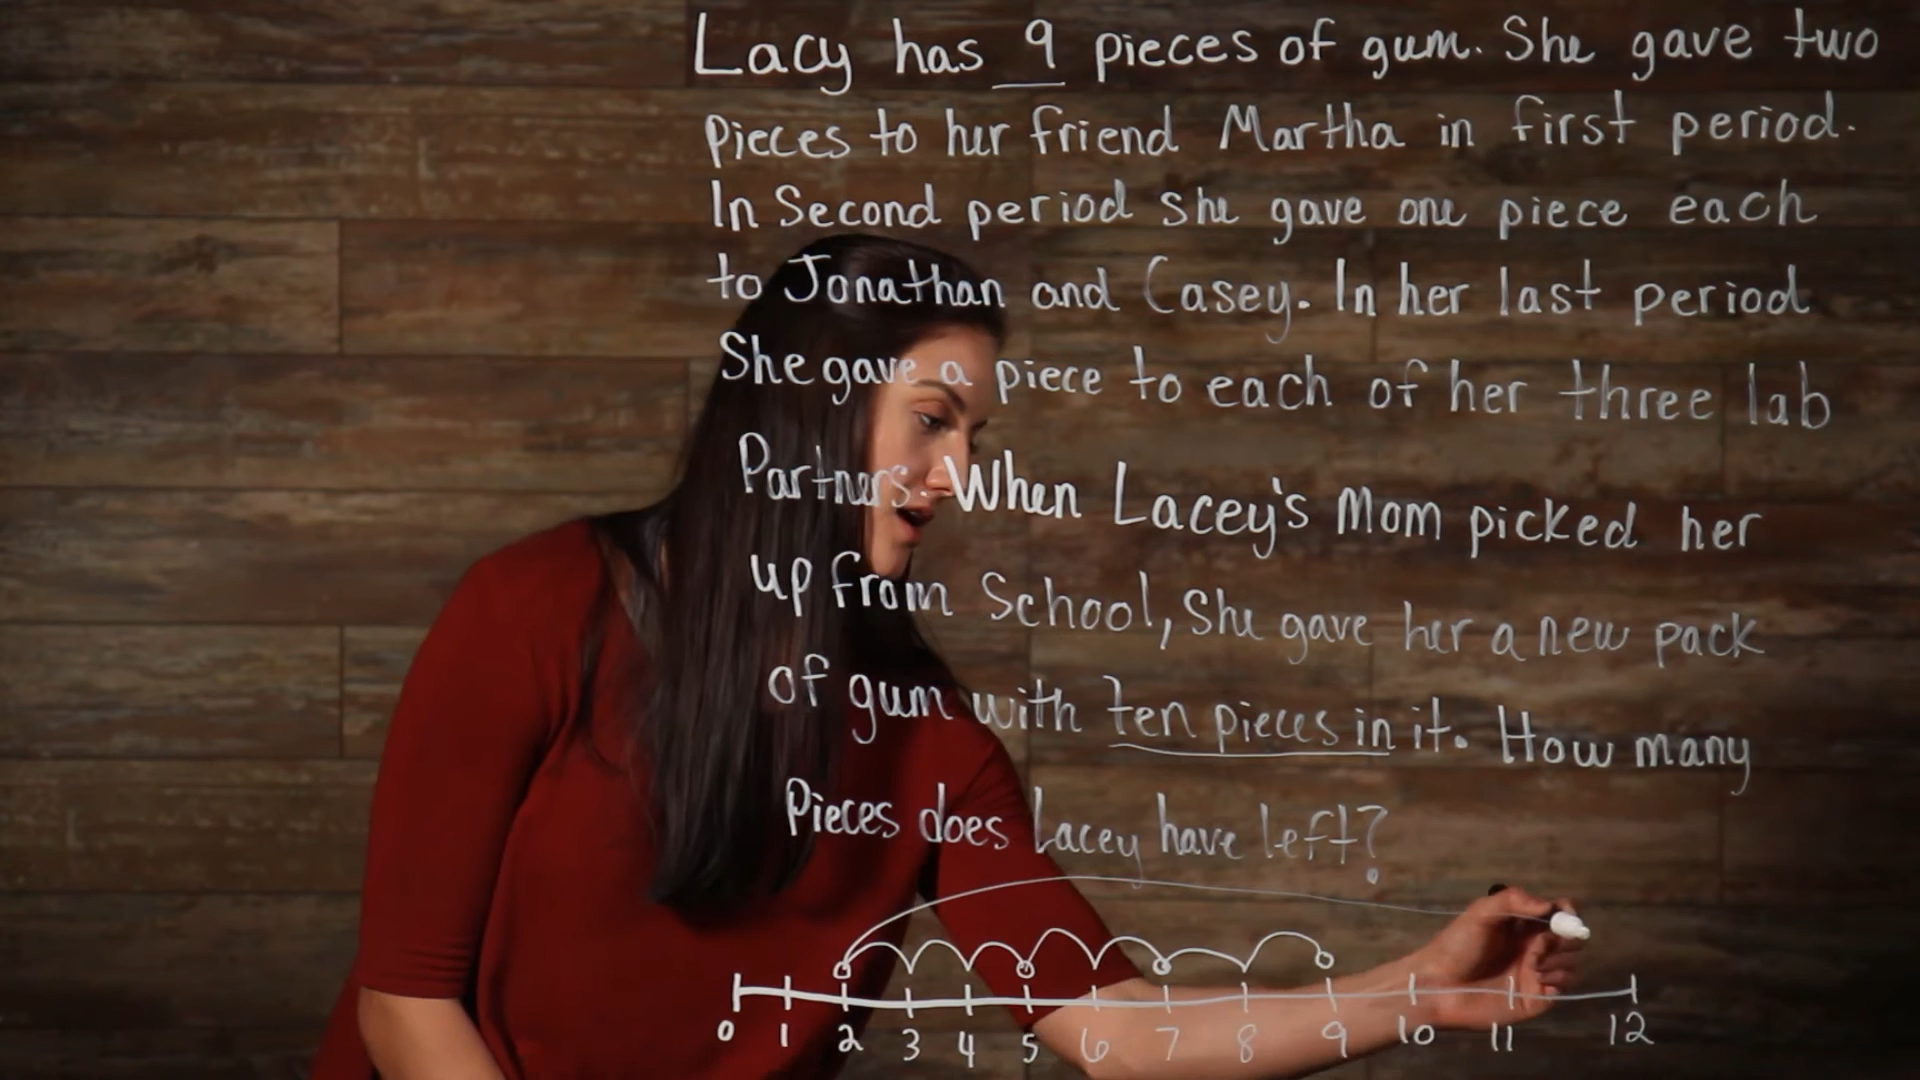 Lacy has 9 pieces of gum. She gave two
pieces to her friend Martha in first period.
In Second period she gave one piece each
to Jonathan and Casey. In her last period
She gave a piece to each of her three lab
Partners. When Lacey's Mom picked her
up from School, She gave her a new pack
of gum with ten pieces in it. How many
Pieces does Lacey have left?
0 1 2 3 4 5 6 7 8 9 10 11 12